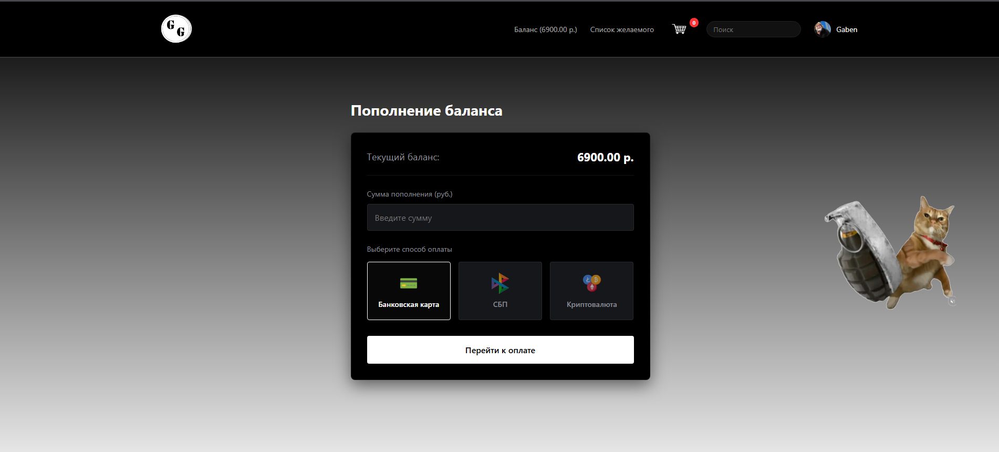 G G
Баланс (6900.00 р.)
Список желаемого
0
Поиск
Gaben
Пополнение баланса
Текущий баланс:
6900.00 р.
Сумма пополнения (руб.)
Введите сумму
Выберите способ оплаты
Банковская карта
СБП
Криптовалюта
Перейти к оплате